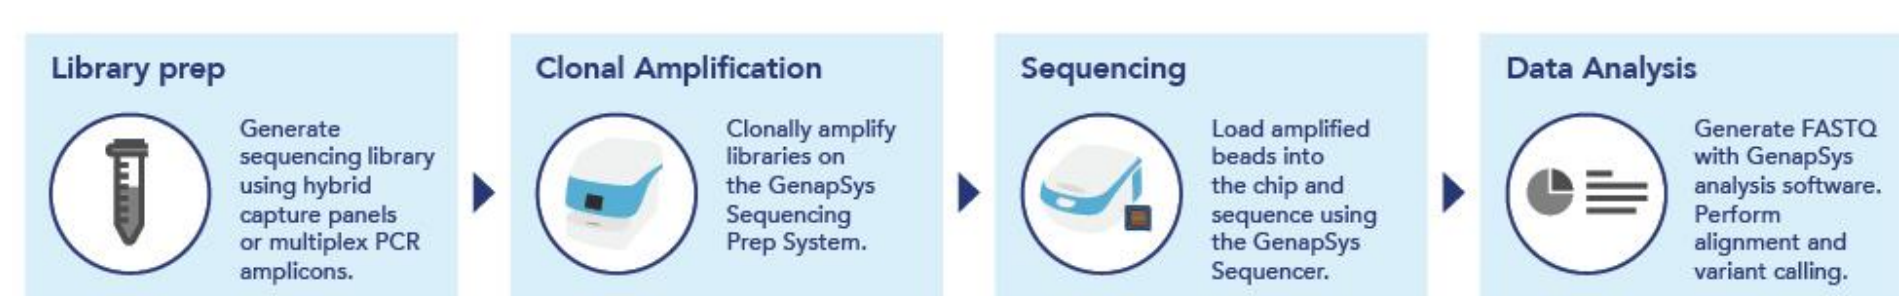 Library prep
Generate
sequencing library
using hybrid
capture panels
or multiplex PCR
amplicons.
Clonal Amplification
Clonally amplify
libraries on
the GenapSys
Sequencing
Prep System.
Sequencing
Load amplified
beads into
the chip and
sequence using
the GenapSys
Sequencer.
Data Analysis
Generate FASTQ
with GenapSys
analysis software.
Perform
alignment and
variant calling.